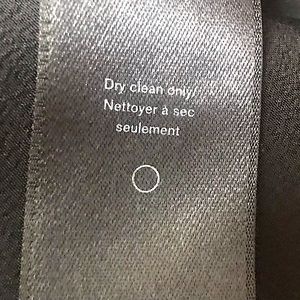 Dry clean only/
Nettoyer à sec
seulement